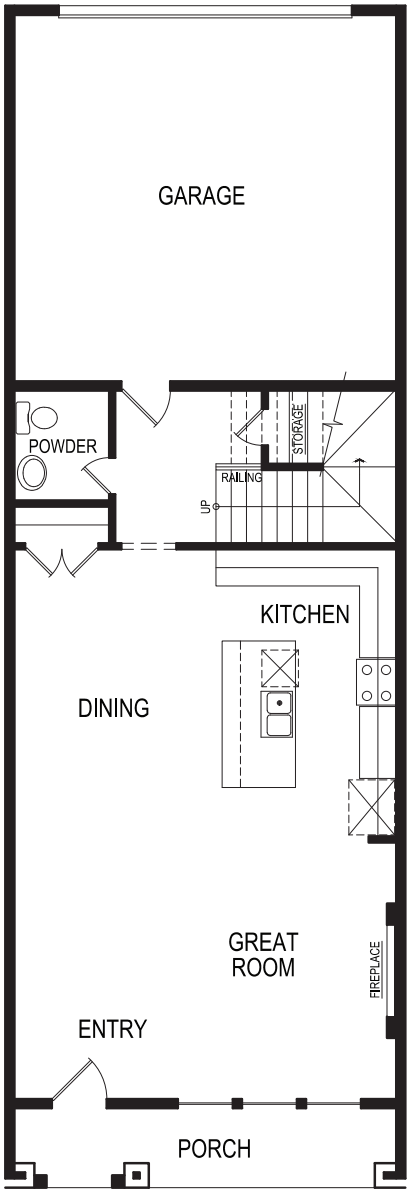 GARAGE
STORAGE
POWDER
RAILING
UP
KITCHEN
DINING
GREAT
ROOM
FIREPLACE
ENTRY
PORCH